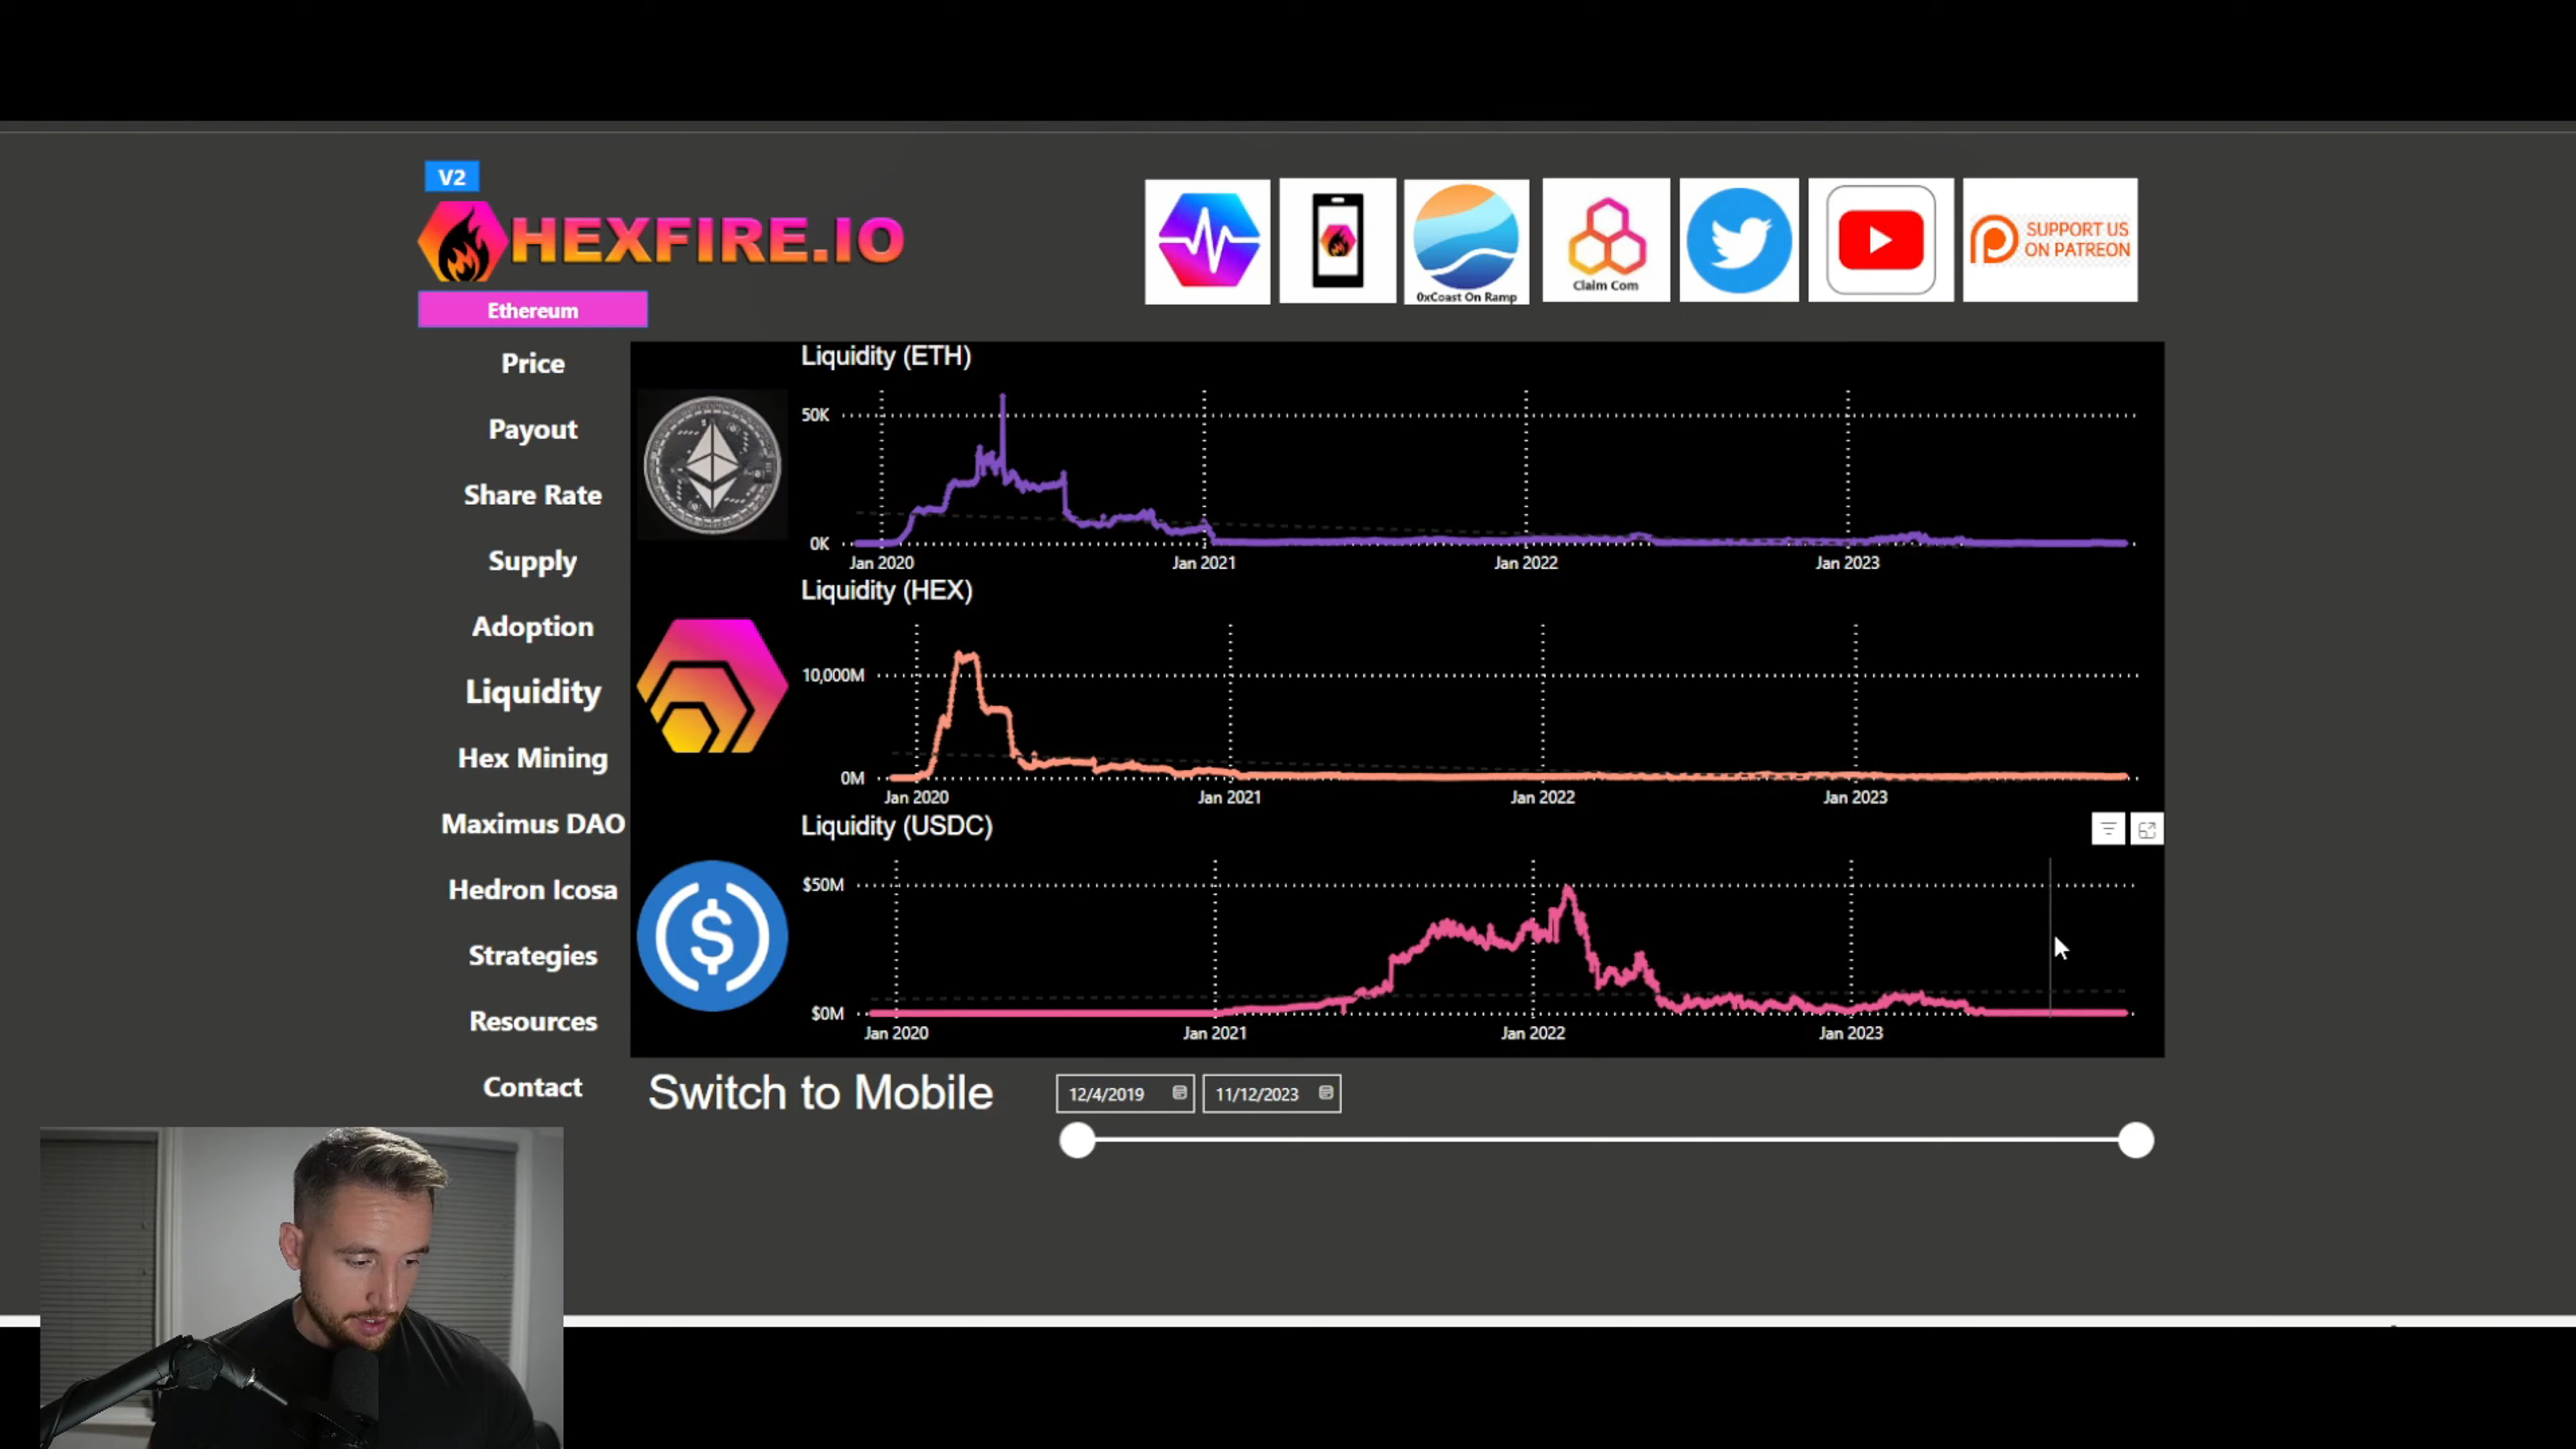 V2
HEXFIRE.IO
0xCoast On Ramp
Claim Com
SUPPORT US
ON PATREON
Ethereum
Price
Payout
Share Rate
Supply
Adoption
Liquidity
Hex Mining
Maximus DAO
Hedron Icosa
Strategies
Resources
Contact
Liquidity (ETH)
50K
0K
Jan 2020 Jan 2021 Jan 2022 Jan 2023
Liquidity (HEX)
10,000M
0M
Jan 2020 Jan 2021 Jan 2022 Jan 2023
Liquidity (USDC)
$50M
$0M
Jan 2020 Jan 2021 Jan 2022 Jan 2023
Switch to Mobile
12/4/2019 11/12/2023